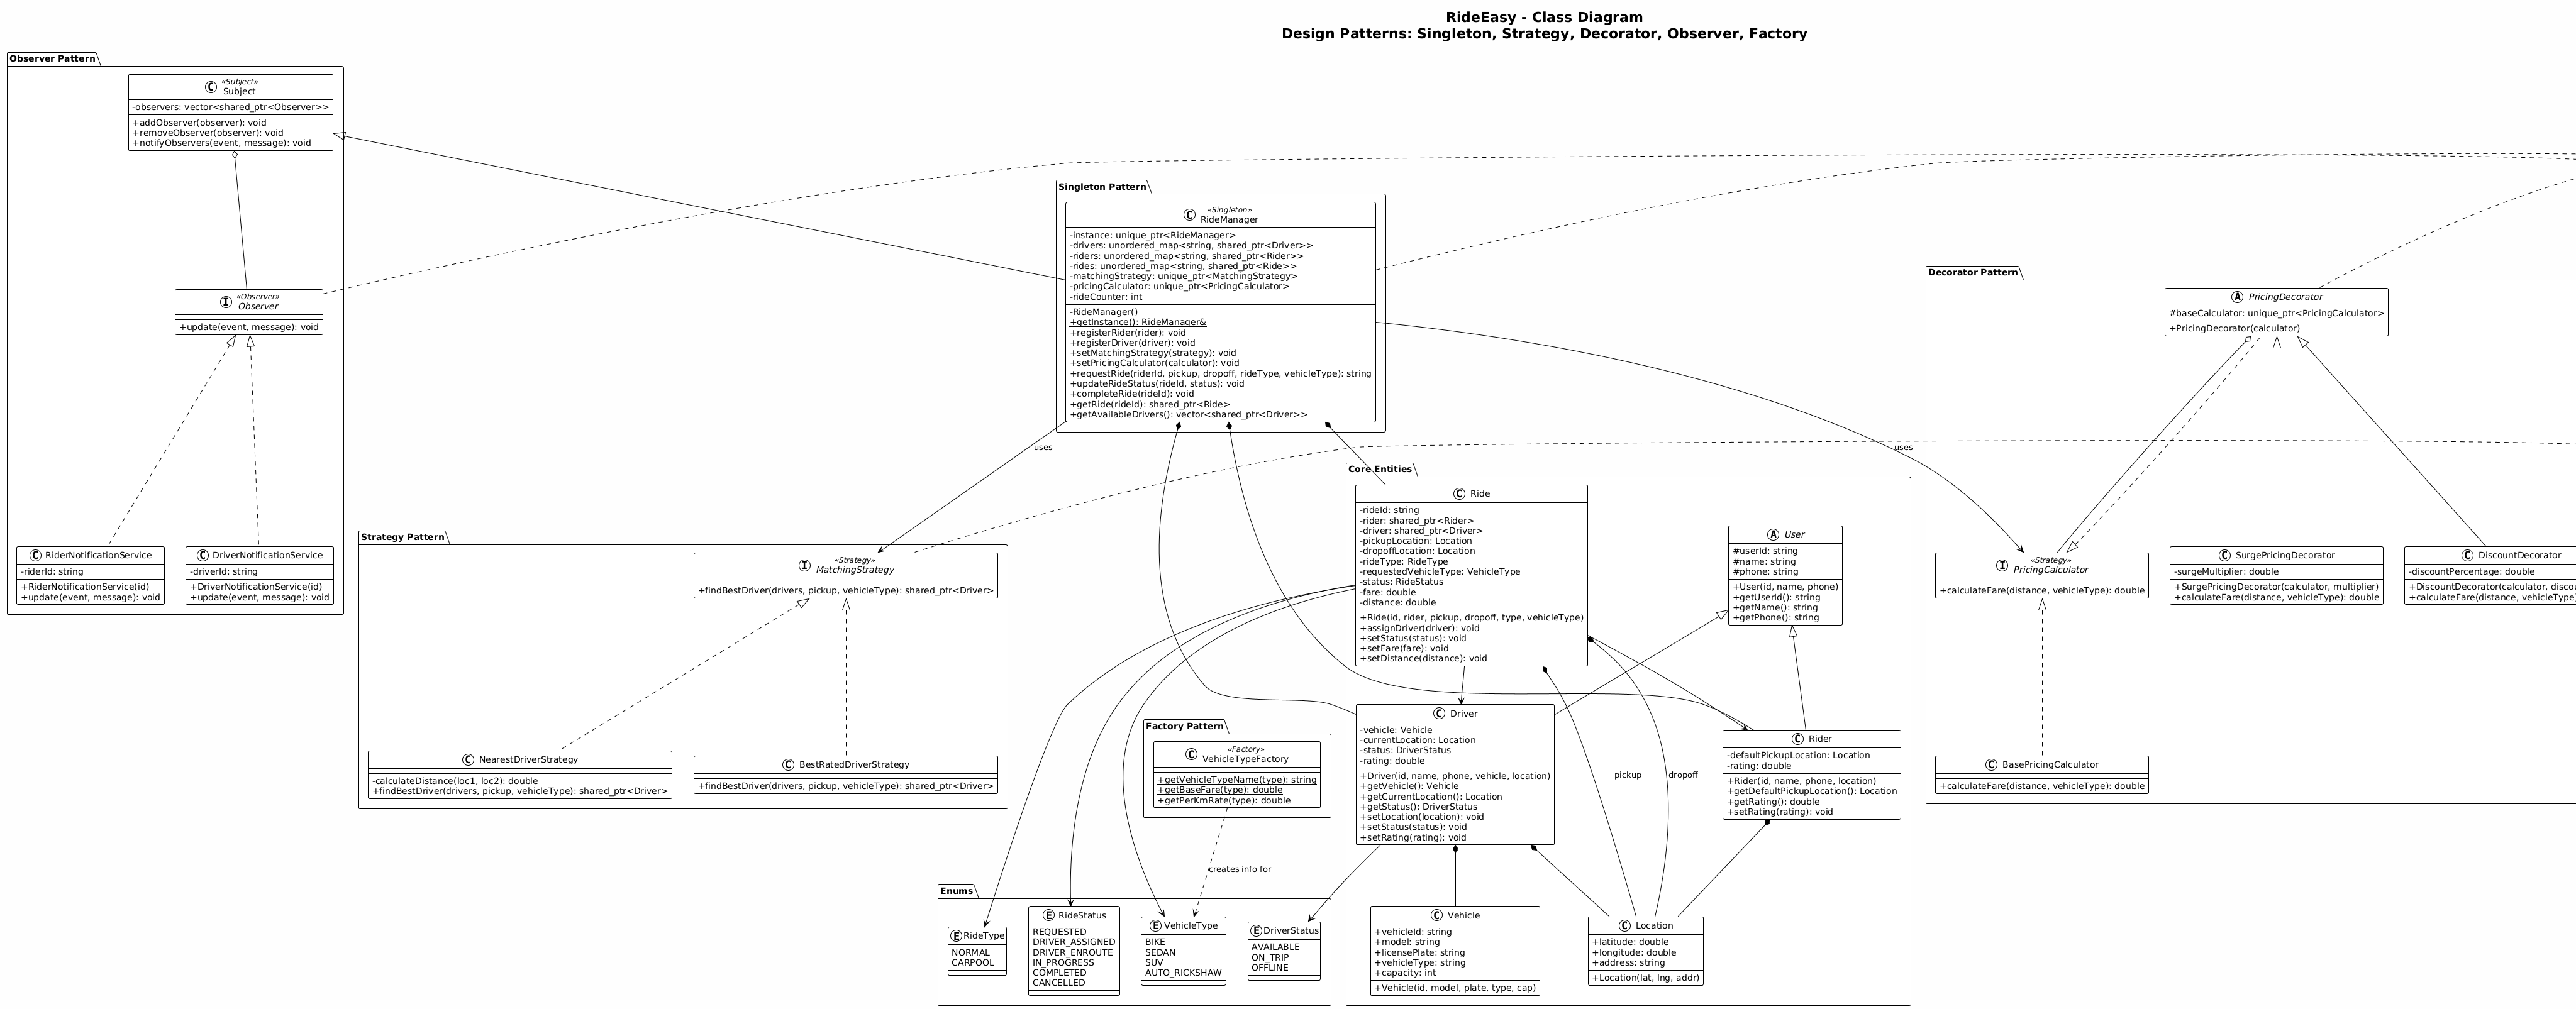 RideEasy - Class Diagram
Design Patterns: Singleton, Strategy, Decorator, Observer, Factory
Observer Pattern
C
«Subject»
Subject
-observers: vector<shared_ptr<Observer>>
+addObserver(observer): void
+removeObserver(observer): void
+notifyObservers(event, message): void
I
«Observer»
Observer
+update(event, message): void
C RiderNotificationService
-riderId: string
+RiderNotificationService(id)
+update(event, message): void
C DriverNotificationService
-driverId: string
+DriverNotificationService(id)
+update(event, message): void
Singleton Pattern
C
«Singleton»
RideManager
-instance: unique_ptr<RideManager>
-drivers: unordered_map<string, shared_ptr<Driver>>
-riders: unordered_map<string, shared_ptr<Rider>>
-rides: unordered_map<string, shared_ptr<Ride>>
-matchingStrategy: unique_ptr<MatchingStrategy>
-pricingCalculator: unique_ptr<PricingCalculator>
-rideCounter: int
-RideManager()
+getInstance(): RideManager&
+registerRider(rider): void
+registerDriver(driver): void
+setMatchingStrategy(strategy): void
+setPricingCalculator(calculator): void
+requestRide(riderId, pickup, dropoff, rideType, vehicleType): string
+updateRideStatus(rideId, status): void
+completeRide(rideId): void
+getRide(rideId): shared_ptr<Ride>
+getAvailableDrivers(): vector<shared_ptr<Driver>>
uses
uses
Strategy Pattern
I
«Strategy»
MatchingStrategy
+findBestDriver(drivers, pickup, vehicleType): shared_ptr<Driver>
C NearestDriverStrategy
-calculateDistance(loc1, loc2): double
+findBestDriver(drivers, pickup, vehicleType): shared_ptr<Driver>
C BestRatedDriverStrategy
+findBestDriver(drivers, pickup, vehicleType): shared_ptr<Driver>
Core Entities
C Ride
-rideId: string
-rider: shared_ptr<Rider>
-driver: shared_ptr<Driver>
-pickupLocation: Location
-dropoffLocation: Location
-rideType: RideType
-requestedVehicleType: VehicleType
-status: RideStatus
-fare: double
-distance: double
+Ride(id, rider, pickup, dropoff, type, vehicleType)
+assignDriver(driver): void
+setStatus(status): void
+setFare(fare): void
+setDistance(distance): void
A User
#userId: string
#name: string
#phone: string
+User(id, name, phone)
+getUserId(): string
+getName(): string
+getPhone(): string
C Driver
-vehicle: Vehicle
-currentLocation: Location
-status: DriverStatus
-rating: double
+Driver(id, name, phone, vehicle, location)
+getVehicle(): Vehicle
+getCurrentLocation(): Location
+getStatus(): DriverStatus
+setLocation(location): void
+setStatus(status): void
+setRating(rating): void
pickup
dropoff
C Rider
-defaultPickupLocation: Location
-rating: double
+Rider(id, name, phone, location)
+getDefaultPickupLocation(): Location
+getRating(): double
+setRating(rating): void
C Vehicle
+vehicleId: string
+model: string
+licensePlate: string
+vehicleType: string
+capacity: int
+Vehicle(id, model, plate, type, cap)
C Location
+latitude: double
+longitude: double
+address: string
+Location(lat, lng, addr)
Factory Pattern
C
«Factory»
VehicleTypeFactory
+getVehicleTypeName(type): string
+getBaseFare(type): double
+getPerKmRate(type): double
creates info for
Enums
E RideType
NORMAL
CARPOOL
E RideStatus
REQUESTED
DRIVER_ASSIGNED
DRIVER_ENROUTE
IN_PROGRESS
COMPLETED
CANCELLED
E VehicleType
BIKE
SEDAN
SUV
AUTO_RICKSHAW
E DriverStatus
AVAILABLE
ON_TRIP
OFFLINE
Decorator Pattern
A PricingDecorator
#baseCalculator: unique_ptr<PricingCalculator>
+PricingDecorator(calculator)
I
«Strategy»
PricingCalculator
+calculateFare(distance, vehicleType): double
C SurgePricingDecorator
-surgeMultiplier: double
+SurgePricingDecorator(calculator, multiplier)
+calculateFare(distance, vehicleType): double
C DiscountDecorator
-discountPercentage: double
+DiscountDecorator(calculator,
+calculateFare(distance,
C BasePricingCalculator
+calculateFare(distance, vehicleType): double